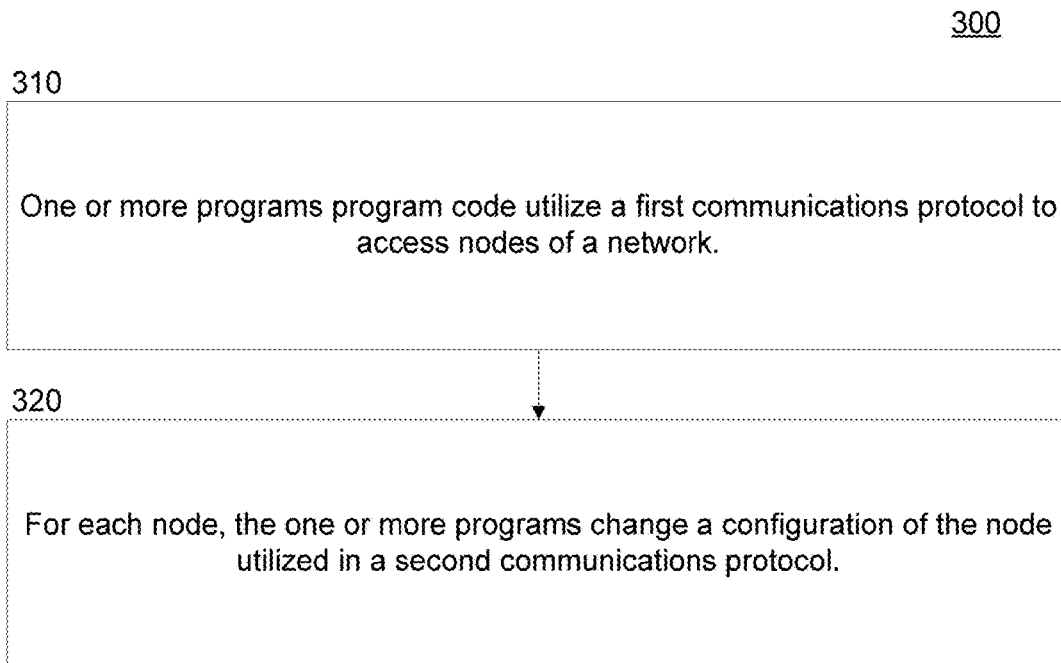 300
310
One or more programs program code utilize a first communications protocol to
access nodes of a network.
320
For each node, the one or more programs change a configuration of the node
utilized in a second communications protocol.